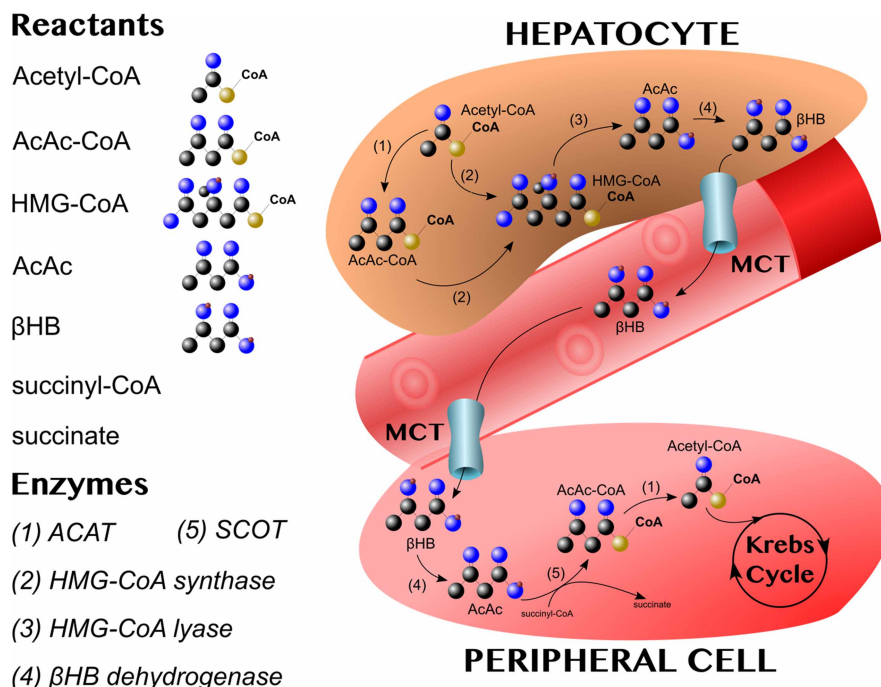 Reactants
Acetyl-CoA
CoA
AcAc-CoA
CoA
HMG-CoA
CoA
AcAc
βHB
succinyl-CoA
succinate
Enzymes
(1) ACAT (5) SCOT
(2) HMG-CoA synthase
(3) HMG-CoA lyase
(4) βHB dehydrogenase
HEPATOCYTE
Acetyl-CoA
CoA
(1)
(2)
AcAc
(3)
(4)
βHB
HMG-CoA
CoA
CoA
AcAc-CoA
(2)
MCT
βHB
MCT
βHB
(4)
AcAc
(5)
succinyl-CoA
succinate
AcAc-CoA
CoA
(1)
Acetyl-CoA
CoA
Krebs
Cycle
PERIPHERAL CELL